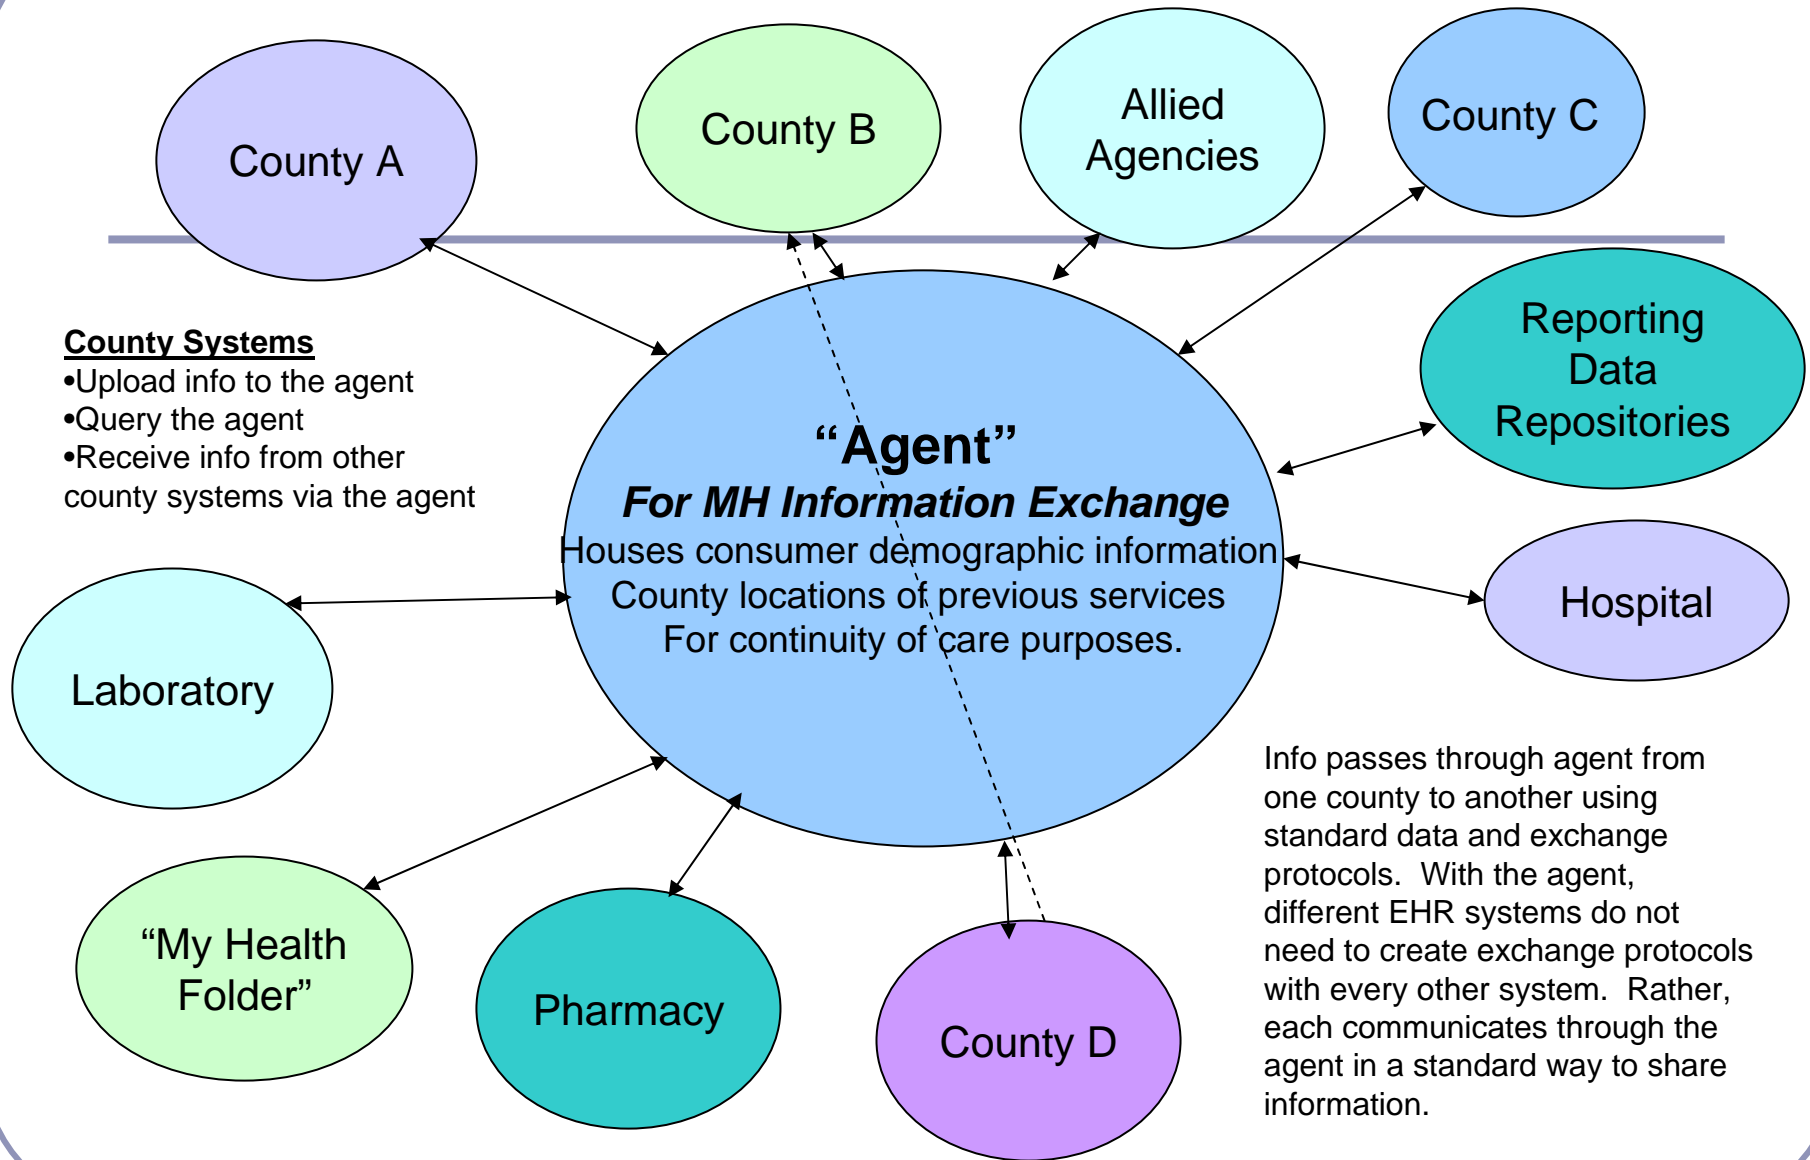 County A
County B
Allied
Agencies
County C
Reporting
Data
Repositories
County Systems
•Upload info to the agent
•Query the agent
•Receive info from other
county systems via the agent
“Agent”
For MH Information Exchange
Houses consumer demographic information
County locations of previous services
For continuity of care purposes.
Hospital
Laboratory
“My Health
Folder”
Pharmacy
County D
Info passes through agent from
one county to another using
standard data and exchange
protocols.  With the agent,
different EHR systems do not
need to create exchange protocols
with every other system.  Rather,
each communicates through the
agent in a standard way to share
information.